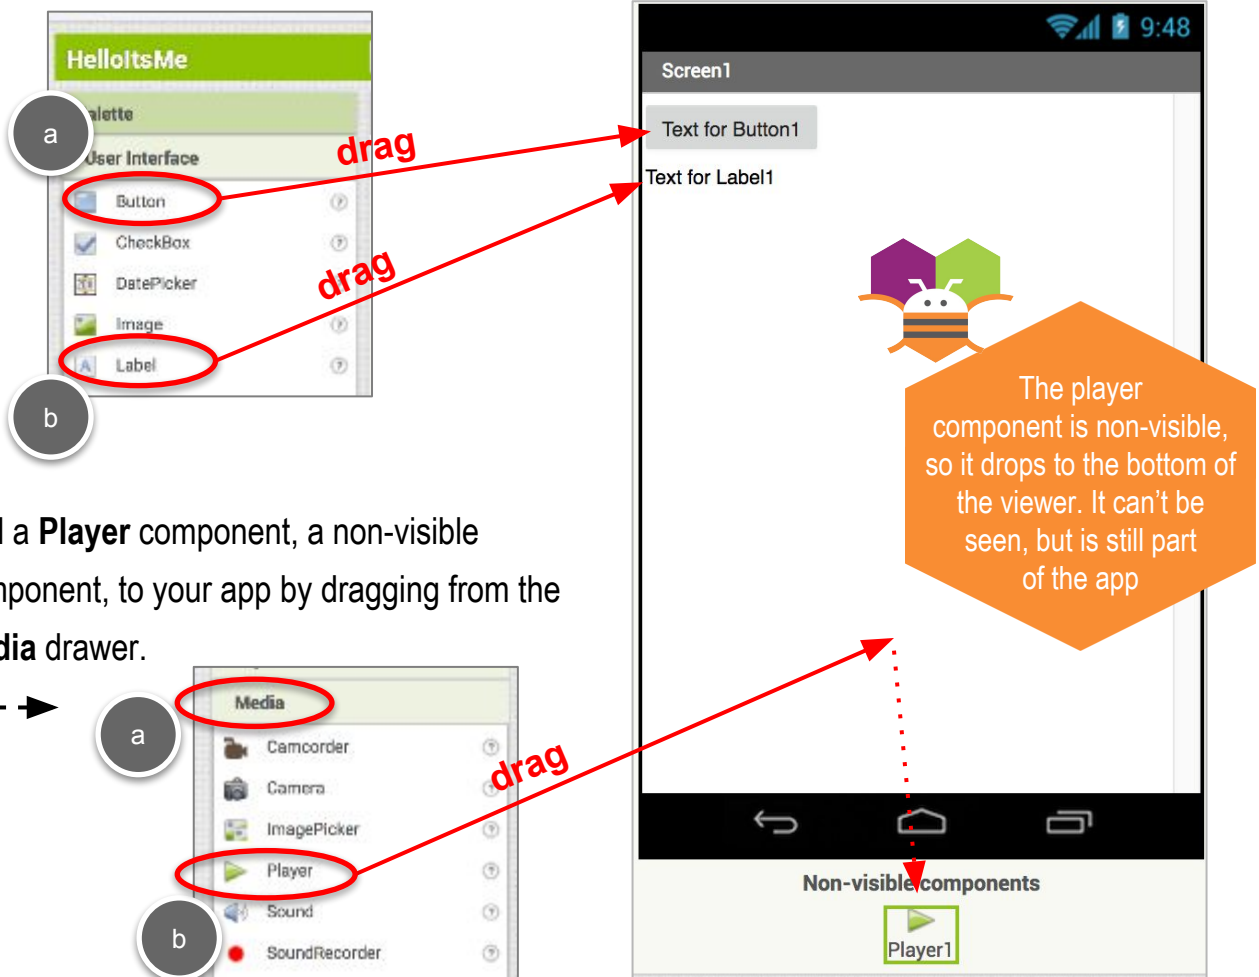 HelloItsMe
alette
User Interface
a
Button
CheckBox
DatePicker
Image
Label
b
drag
drag
9:48
Screen1
Text for Button1
Text for Label1
The player
component is non-visible,
so it drops to the bottom of
the viewer. It can't be
seen, but is still part
of the app
a Player component, a non-visible
ponent, to your app by dragging from the
dia drawer.
a
Media
Camcorder
Camera
ImagePicker
Player
Sound
SoundRecorder
b
drag
Non-visible components
Player1